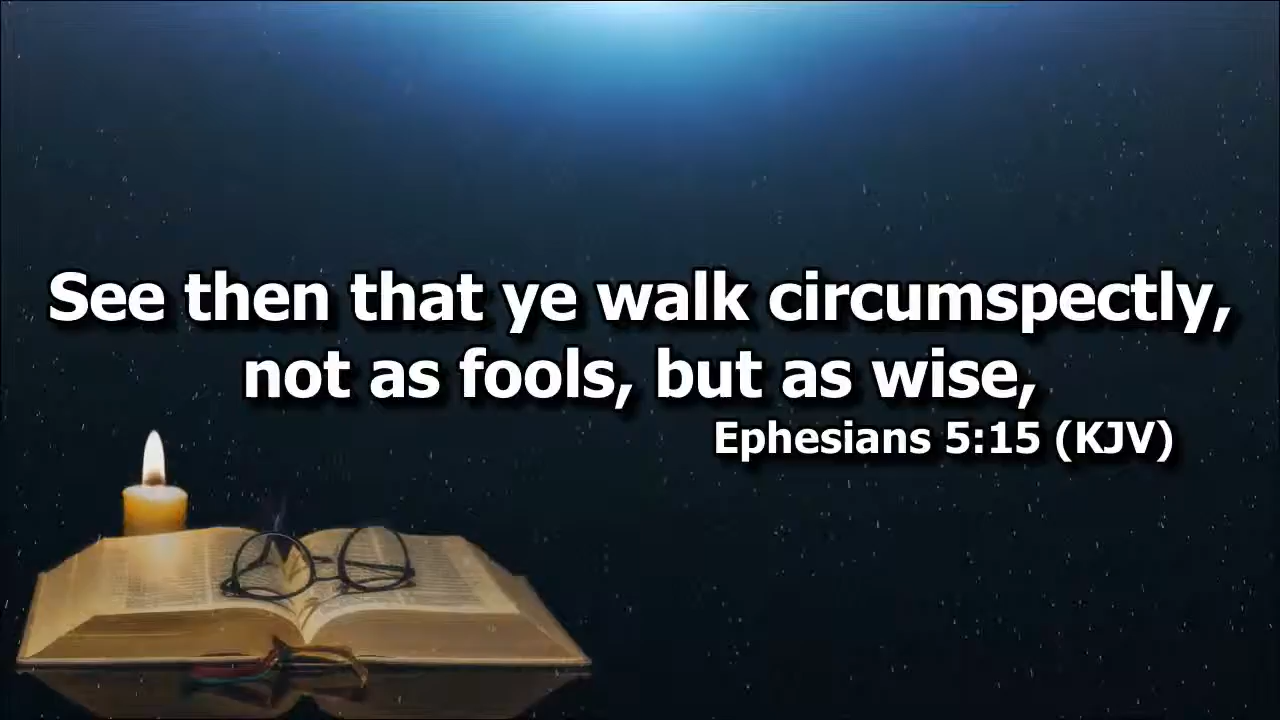 See then that ye walk circumspectly,
not as fools, but as wise,
Ephesians 5:15 (KJV)